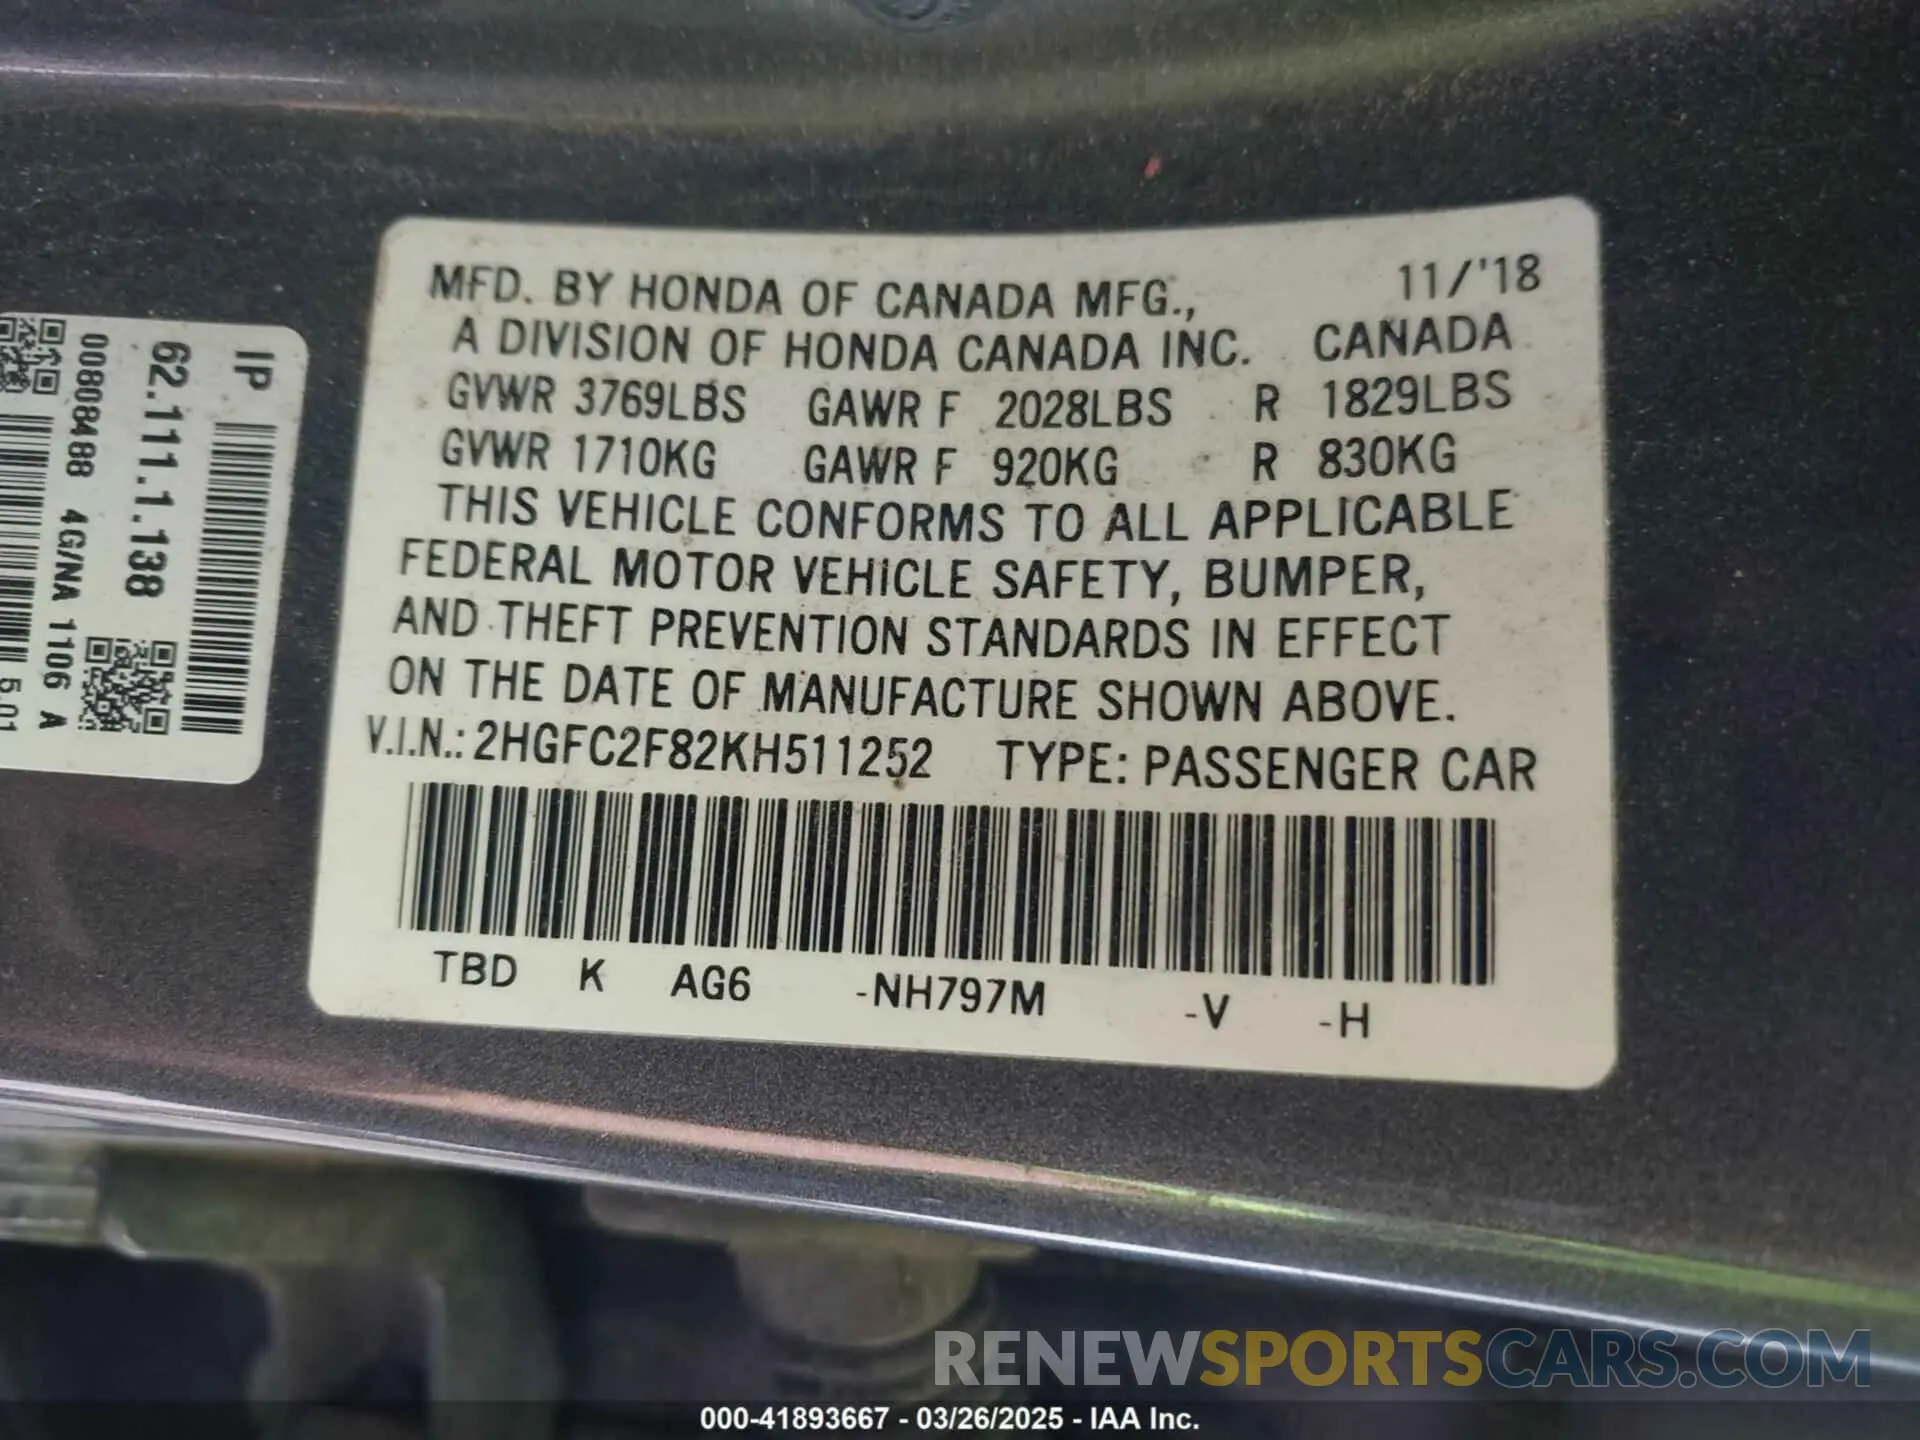 MFD. BY HONDA OF CANADA MFG., 11/'18
A DIVISION OF HONDA CANADA INC. CANADA
GVWR 3769LBS GAWR F 2028LBS R 1829LBS
GVWR 1710KG GAWR F 920KG R 830KG
THIS VEHICLE CONFORMS TO ALL APPLICABLE
FEDERAL MOTOR VEHICLE SAFETY, BUMPER,
AND THEFT PREVENTION STANDARDS IN EFFECT
ON THE DATE OF MANUFACTURE SHOWN ABOVE.
V.I.N.: 2HGFC2F82KH511252 TYPE: PASSENGER CAR
TBD K AG6 -NH797M -V -H
IP
62.111.1.138
00808488 4G/NA 1106 A
5.01
RENEWSPORTSCARS.COM
000-41893667 - 03/26/2025 - IAA Inc.